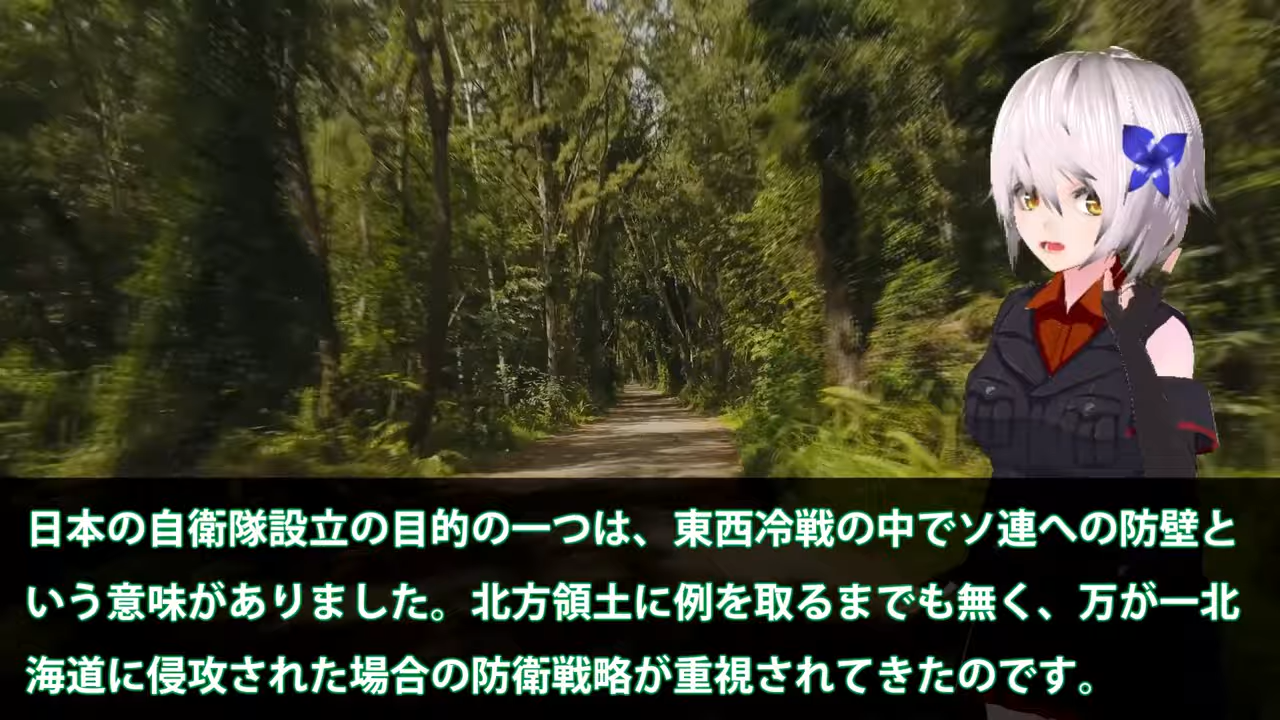 日本の自衛隊設立の目的の一つは、東西冷戦の中でソ連への防壁と
いう意味がありました。北方領土に例を取るまでも無く、万が一北
海道に侵攻された場合の防衛戦略が重視されてきたのです。